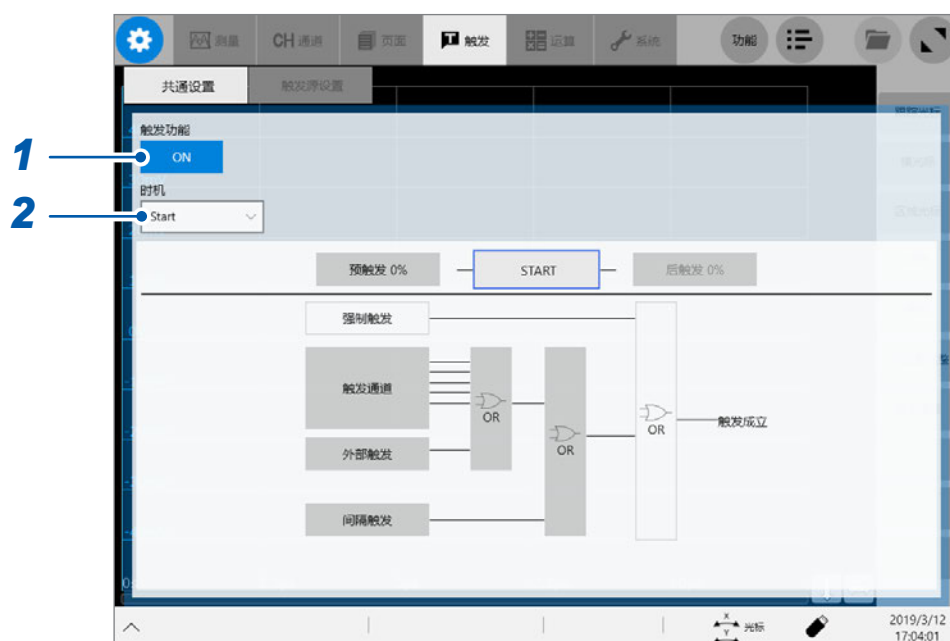 测量
CH 通道
页面
T 触发
运算
系统
功能
共通设置
触发源设置
触发功能
1
ON
时机
2
Start
预触发 0%
START
后触发 0%
强制触发
触发通道
OR
外部触发
OR
OR
触发成立
间隔触发
X
Y
光标
2019/3/12
17:04:01